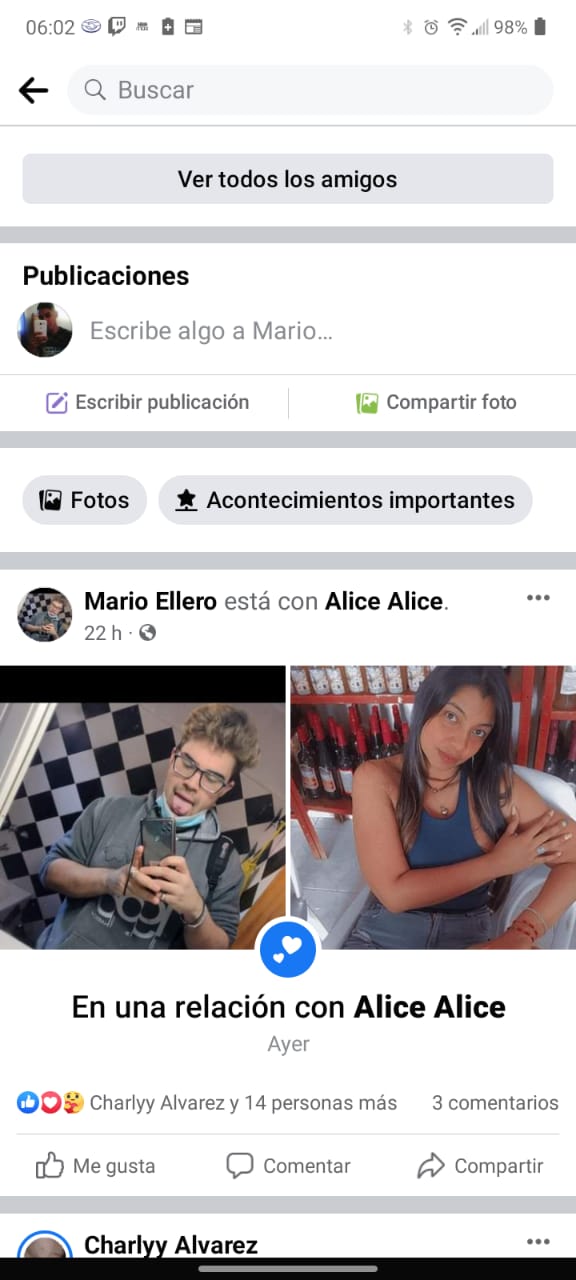 06:02 98%
Buscar
Ver todos los amigos
Publicaciones
Escribe algo a Mario...
Escribir publicación Compartir foto
Fotos Acontecimientos importantes
Mario Ellero está con Alice Alice.
22 h ·
En una relación con Alice Alice
Ayer
Charlyy Alvarez y 14 personas más 3 comentarios
Me gusta Comentar Compartir
Charlyy Alvarez